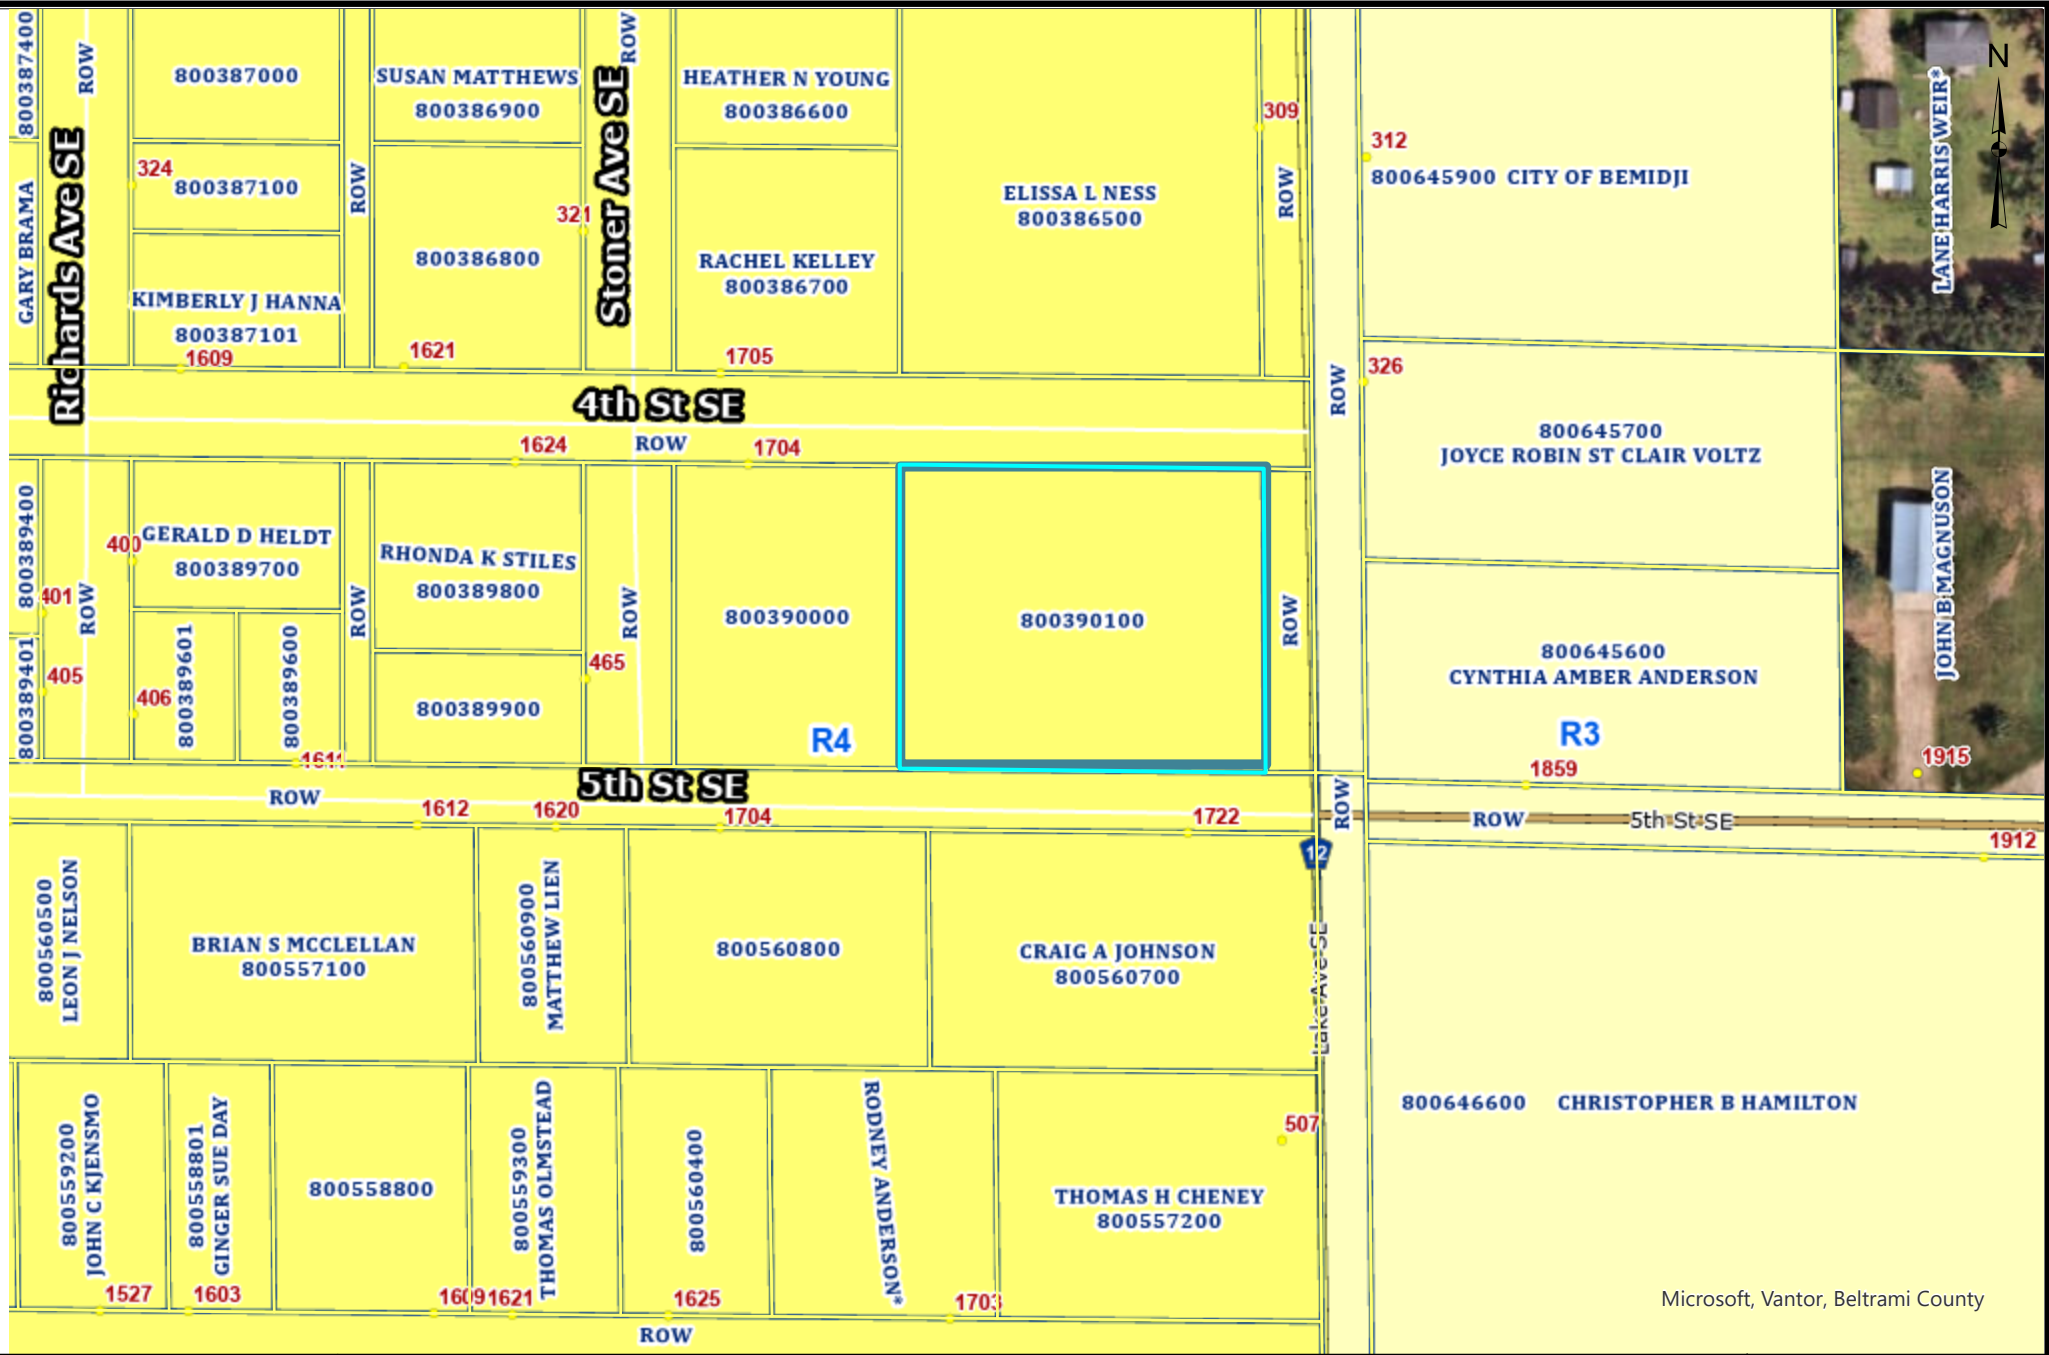 800387400
ROW
800387000
SUSAN MATTHEWS
800386900
ROW
HEATHER N YOUNG
800386600
309
312
N
LANE HARRIS WEIR*
Richards Ave SE
324
800387100
ROW
Stoner Ave SE
321
ELISSA L NESS
800386500
ROW
800645900 CITY OF BEMIDJI
GARY BRAMA
KIMBERLY J HANNA
800387101
1609
800386800
1621
RACHEL KELLEY
800386700
1705
ROW
326
4th St SE
1624
ROW
1704
800645700
JOYCE ROBIN ST CLAIR VOLTZ
800389400
401
ROW
400
GERALD D HELDT
800389700
ROW
RHONDA K STILES
800389800
ROW
800390000
800390100
ROW
JOHN B MAGNUSON
800389401
405
406
800389601
800389600
465
800389900
800645600
CYNTHIA AMBER ANDERSON
R4
R3
1611
5th St SE
1859
1915
ROW
1612
1620
1704
1722
ROW
ROW
5th St SE
1912
12
800560500
LEON J NELSON
BRIAN S MCCLELLAN
800557100
800560900
MATTHEW LIEN
800560800
CRAIG A JOHNSON
800560700
Lake Ave SE
800559200
JOHN C KJENSMO
800558801
GINGER SUE DAY
800558800
800559300
THOMAS OLMSTEAD
800560400
RODNEY ANDERSON*
507
THOMAS H CHENEY
800557200
800646600 CHRISTOPHER B HAMILTON
1527
1603
1609
1621
1625
1703
ROW
Microsoft, Vantor, Beltrami County